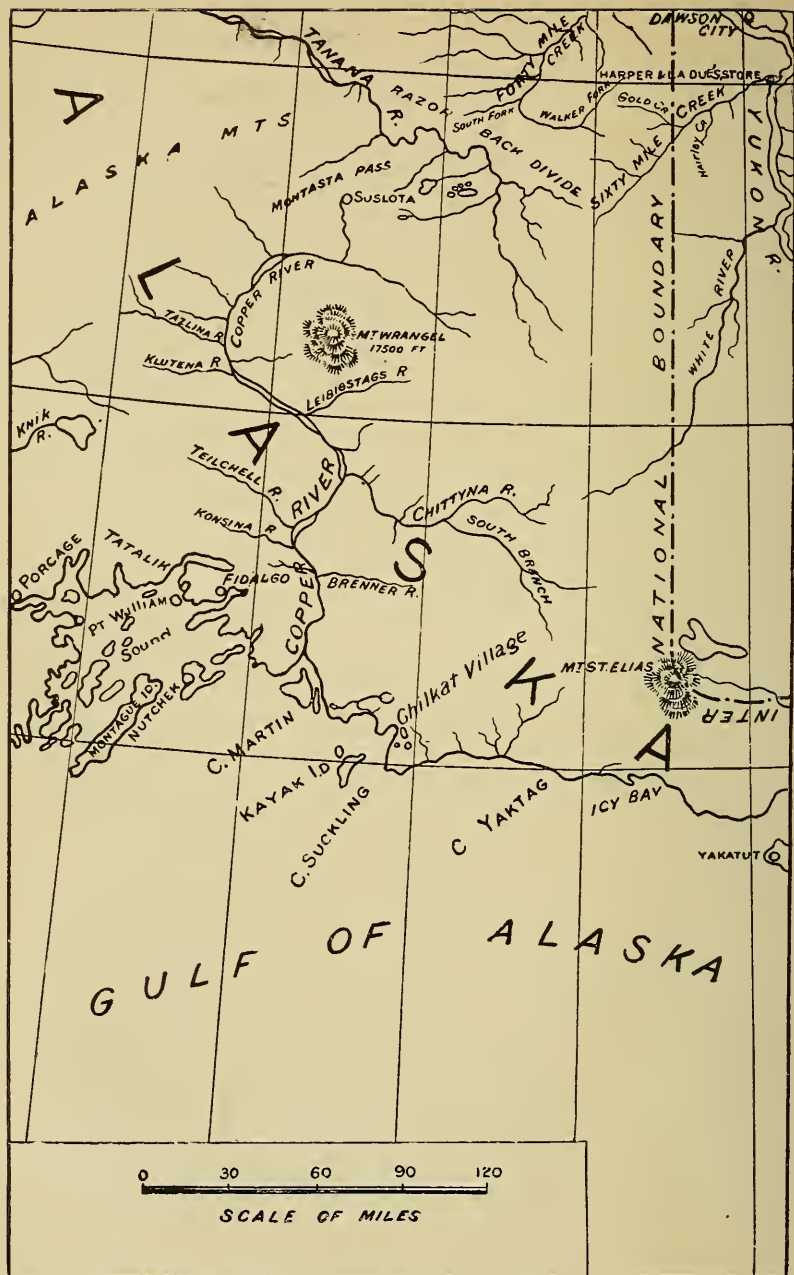 DAWSON
CITY
TANANA
R.
FORTY MILE
CREEK
HARPER & LA DUE'S STORE
RAZOR
BACK DIVIDE
SOUTH FORK
WALKER FORK
GOLD CR
CREEK
SIXTY MILE
YUKON
R.
ALASKA MTS
MONTASTA PASS
SUSLOTA
NATIONAL
BOUNDARY
WHITE RIVER
COPPER RIVER
MT WRANGEL
17500 FT
TAZLINA R
KLUTENA R
LEIBIGSTAGS R
KNIK
R.
ALASKA
TEILCHELL
R.
COPPER
RIVER
CHITTYNA R.
SOUTH
BRANCH
KONSINA R
PORCAGE
TATALIK
FIDALGO
BRENNER R.
PT WILLIAM
SOUND
MONTAGUE ID
NUTCHEK
Chilkat Village
MT ST. ELIAS
INTER
C. MARTIN
KAYAK ID
C. SUCKLING
C YAKTAG
ICY BAY
YAKATUT
GULF OF ALASKA
0 30 60 90 120
SCALE OF MILES